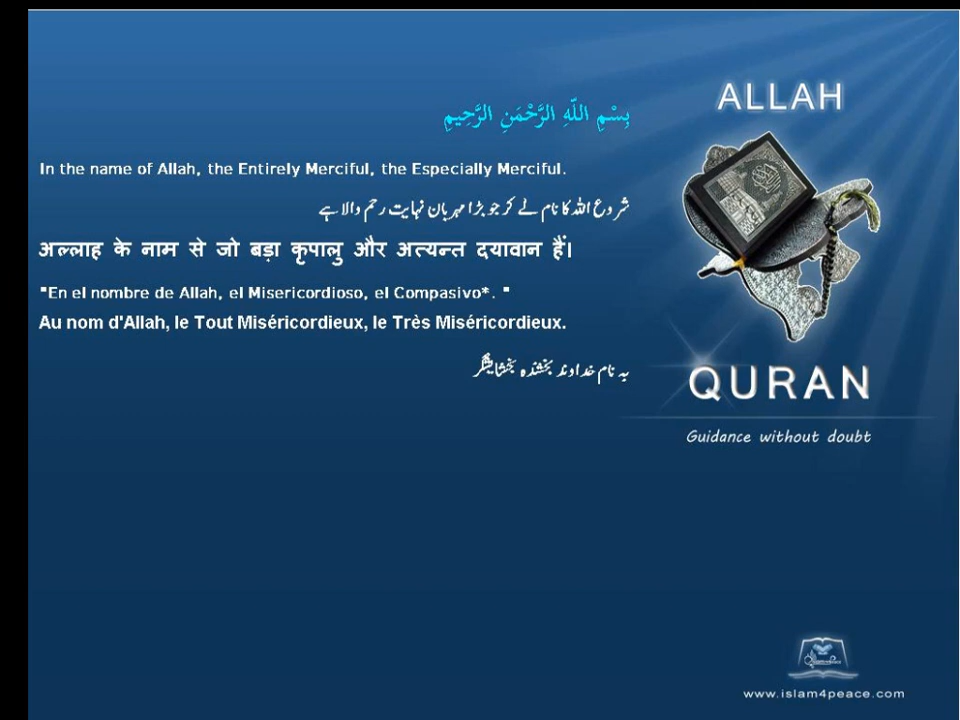 بِسْمِ اللّهِ الرَّحْمَنِ الرَّحِيمِ
In the name of Allah, the Entirely Merciful, the Especially Merciful.
شروع الله کا نام لے کر جو بڑا مہربان نہایت رحم والا ہے
अल्लाह के नाम से जो बड़ा कृपालु और अत्यन्त दयावान हैं।
"En el nombre de Allah, el Misericordioso, el Compasivo*. "
Au nom d'Allah, le Tout Miséricordieux, le Très Miséricordieux.
به نام خداوند بخشنده بخشایشگر
ALLAH
QURAN
Guidance without doubt
www.islam4peace.com